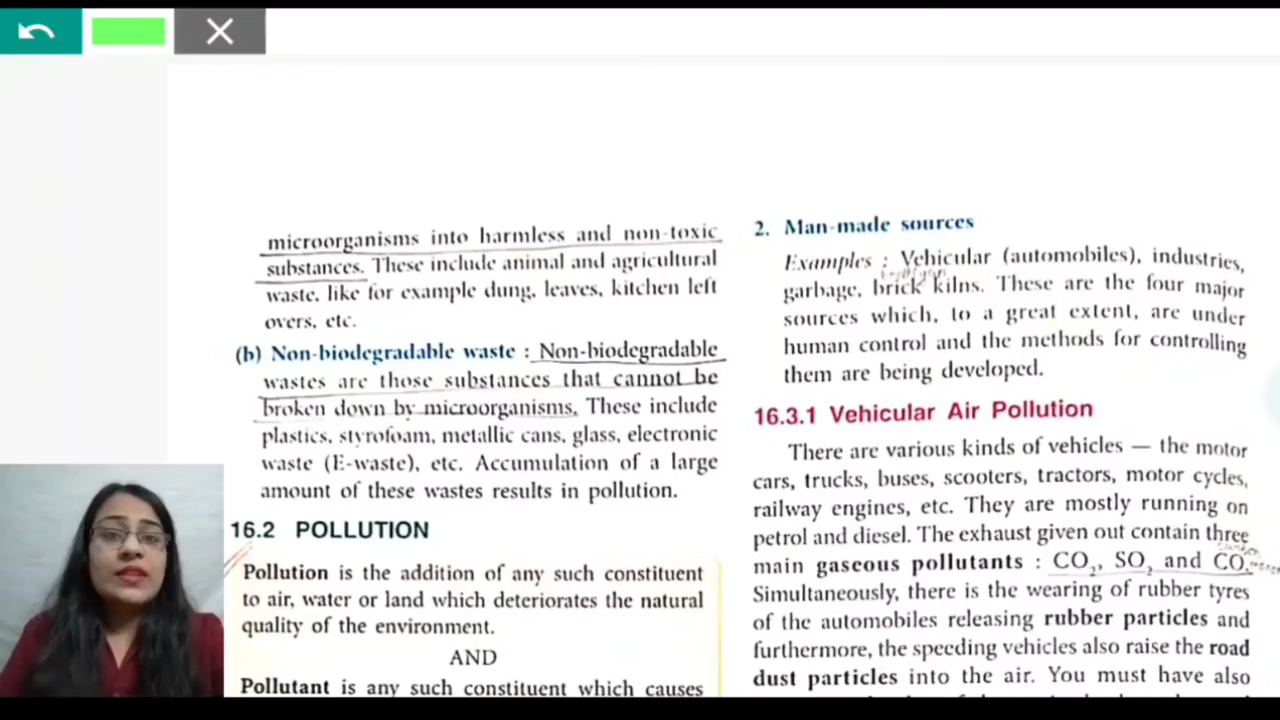 microorganisms into harmless and non-toxic
substances. These include animal and agricultural
waste, like for example dung, leaves, kitchen left
overs, etc.
(b) Non-biodegradable waste : Non-biodegradable
wastes are those substances that cannot be
broken down by microorganisms. These include
plastics, styrofoam, metallic cans, glass, electronic
waste (E-waste), etc. Accumulation of a large
amount of these wastes results in pollution.
16.2 POLLUTION
Pollution is the addition of any such constituent
to air, water or land which deteriorates the natural
quality of the environment.
AND
Pollutant is any such constituent which causes
2. Man-made sources
Examples : Vehicular (automobiles), industries,
garbage, brick kilns. These are the four major
sources which, to a great extent, are under
human control and the methods for controlling
them are being developed.
16.3.1 Vehicular Air Pollution
There are various kinds of vehicles — the motor
cars, trucks, buses, scooters, tractors, motor cycles,
railway engines, etc. They are mostly running on
petrol and diesel. The exhaust given out contain three
main gaseous pollutants : CO₂, SO₂ and CO.
Simultaneously, there is the wearing of rubber tyres
of the automobiles releasing rubber particles and
furthermore, the speeding vehicles also raise the road
dust particles into the air. You must have also